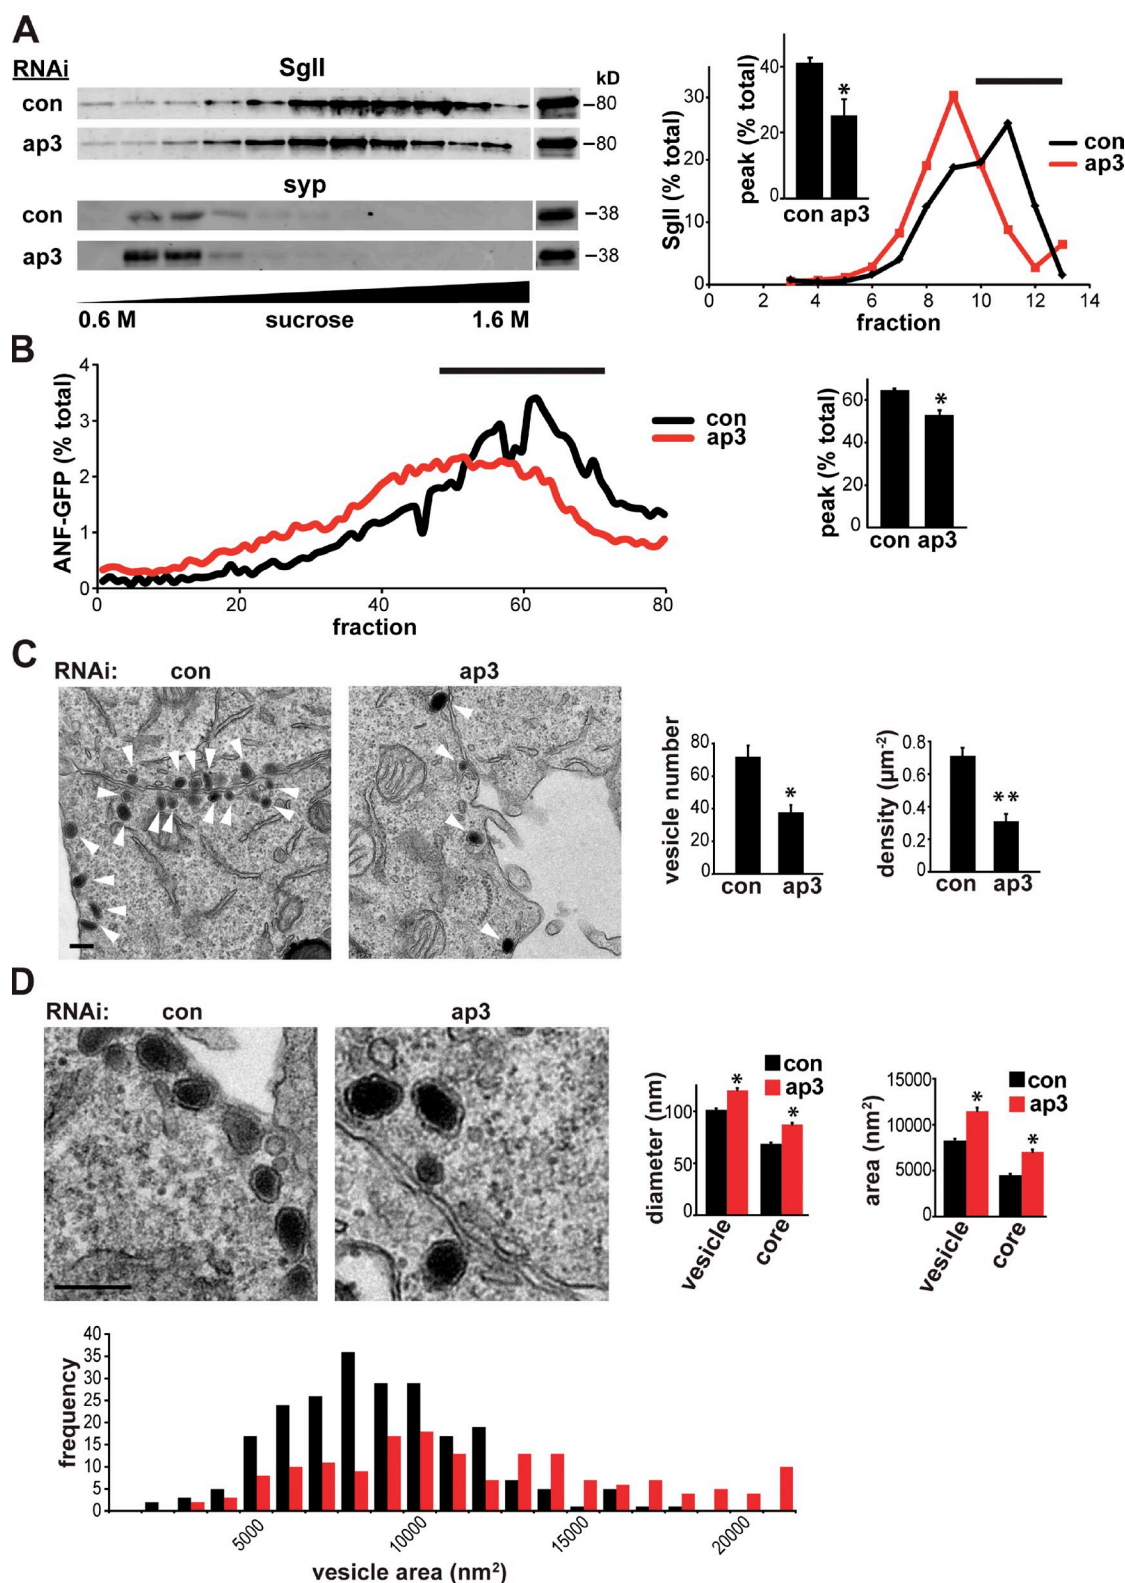 A
RNAi
SgII
kD
con
–80
ap3
–80
syp
con
–38
ap3
–38
0.6 M
sucrose
1.6 M
peak (% total)
40
20
0
*
con ap3
SgII (% total)
30
20
10
0
0 2 4 6 8 10 12 14
fraction
con
ap3
B
ANF-GFP (% total)
4
3
2
1
0
0 20 40 60 80
fraction
con
ap3
peak (% total)
60
40
20
0
*
con ap3
C
RNAi: con ap3
vesicle number
80
60
40
20
0
*
con ap3
density (µm⁻²)
0.8
0.6
0.4
0.2
0
**
con ap3
D
RNAi: con ap3
diameter (nm)
100
50
0
con
ap3
*
*
vesicle
core
area (nm²)
15000
10000
5000
0
con
ap3
*
*
vesicle
core
frequency
40
35
30
25
20
15
10
5
0
5000 10000 15000 20000
vesicle area (nm²)